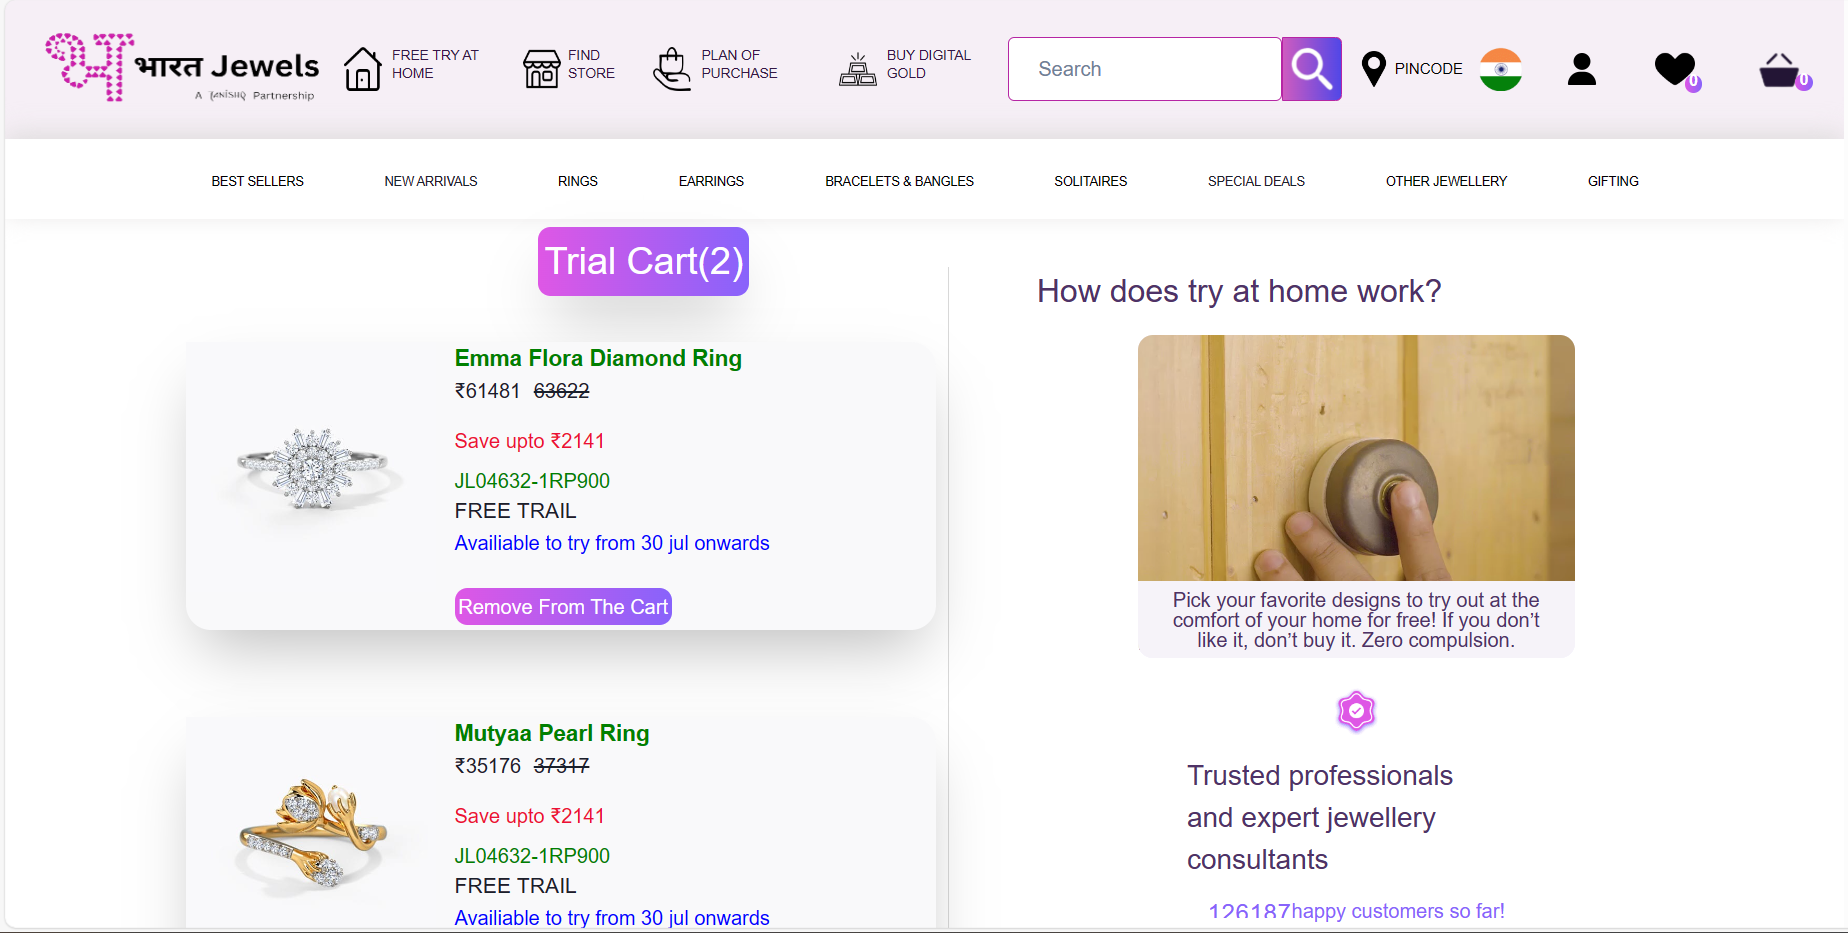 भारत Jewels
A TANISHQ Partnership
FREE TRY AT
HOME
FIND
STORE
PLAN OF
PURCHASE
BUY DIGITAL
GOLD
Search
PINCODE
0
0
BEST SELLERS
NEW ARRIVALS
RINGS
EARRINGS
BRACELETS & BANGLES
SOLITAIRES
SPECIAL DEALS
OTHER JEWELLERY
GIFTING
Trial Cart(2)
Emma Flora Diamond Ring
₹61481 63622
Save upto ₹2141
JL04632-1RP900
FREE TRAIL
Availiable to try from 30 jul onwards
Remove From The Cart
Mutyaa Pearl Ring
₹35176 37317
Save upto ₹2141
JL04632-1RP900
FREE TRAIL
Availiable to try from 30 jul onwards
How does try at home work?
Pick your favorite designs to try out at the
comfort of your home for free! If you don’t
like it, don’t buy it. Zero compulsion.
Trusted professionals
and expert jewellery
consultants
126187happy customers so far!